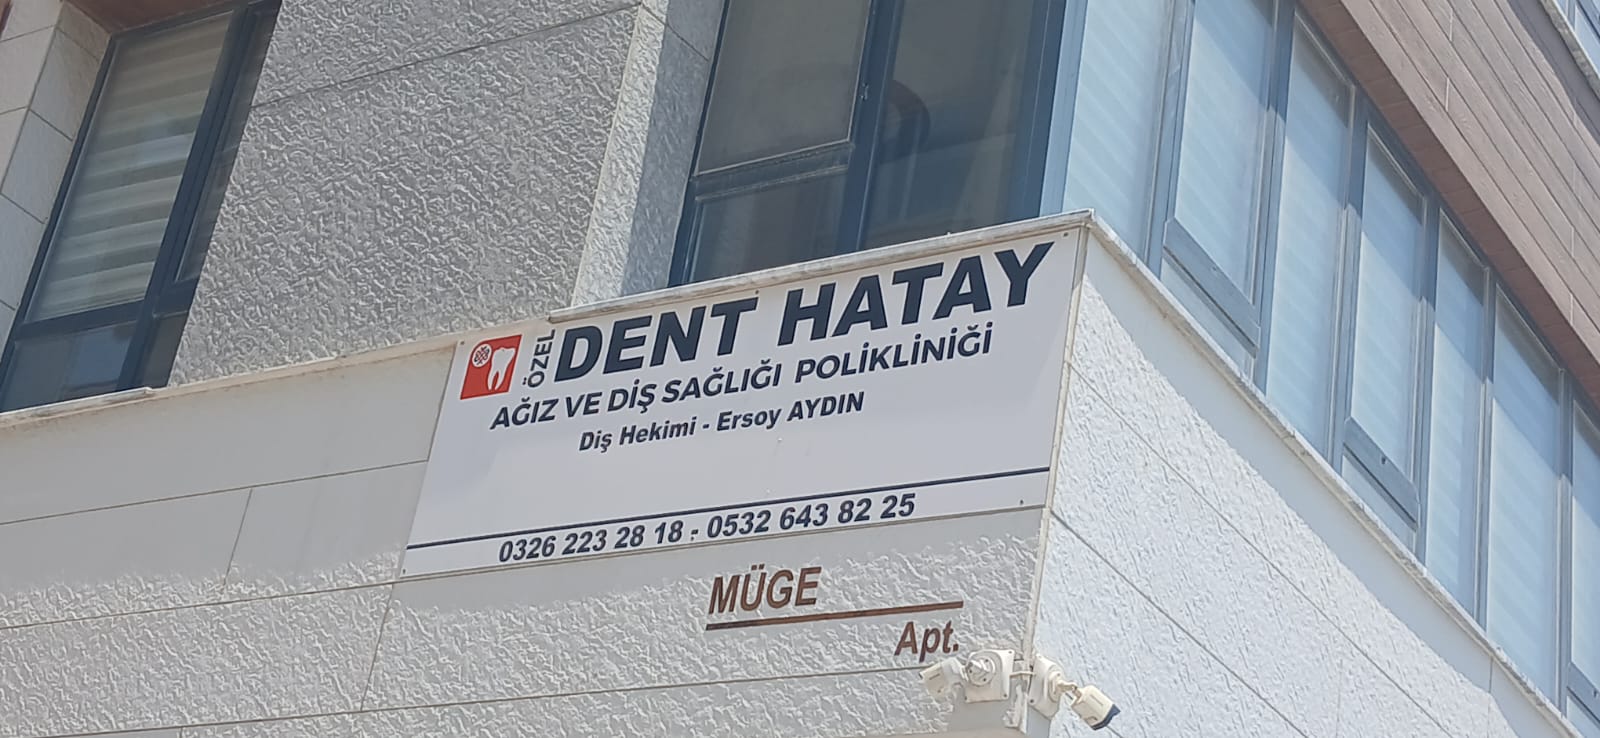 ÖZEL DENT HATAY
AĞIZ VE DİŞ SAĞLIĞI POLİKLİNİĞİ
Diş Hekimi - Ersoy AYDIN
0326 223 28 18 - 0532 643 82 25
MÜGE
Apt.